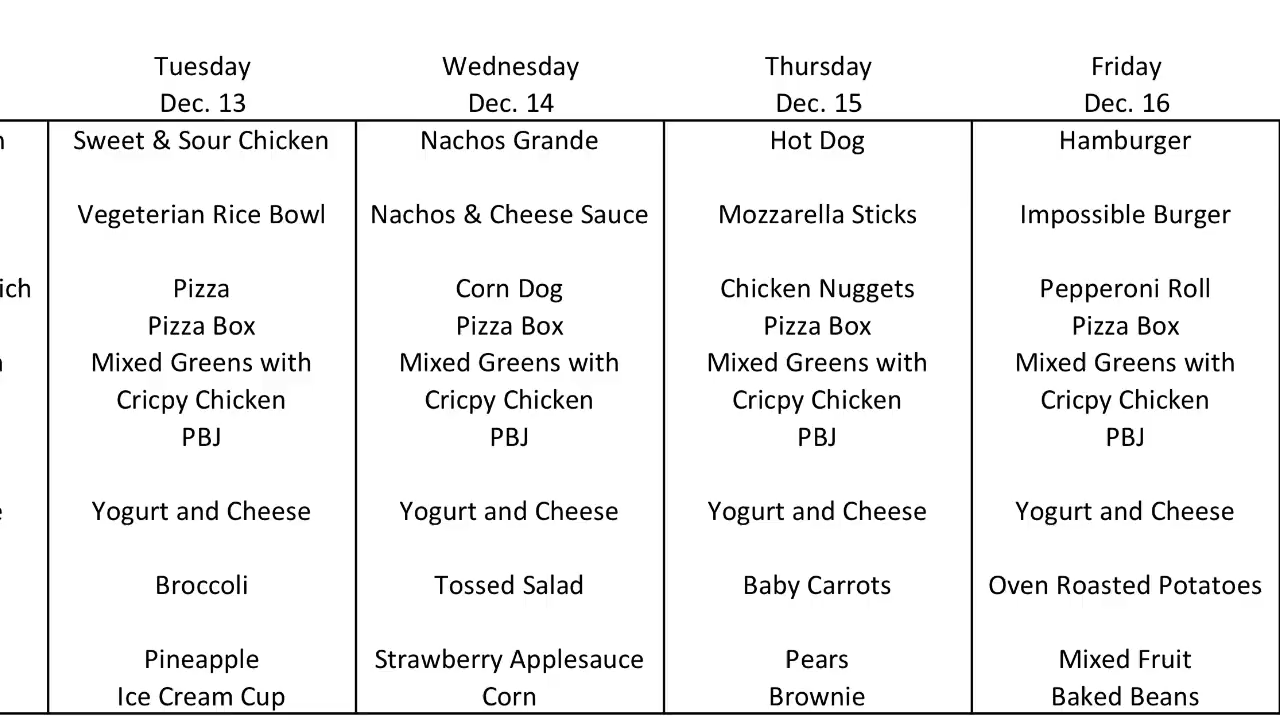 Tuesday Wednesday Thursday Friday
Dec. 13 Dec. 14 Dec. 15 Dec. 16
Sweet & Sour Chicken Nachos Grande Hot Dog Hamburger
Vegeterian Rice Bowl Nachos & Cheese Sauce Mozzarella Sticks Impossible Burger
ich Pizza Corn Dog Chicken Nuggets Pepperoni Roll
Pizza Box Pizza Box Pizza Box Pizza Box
Mixed Greens with Mixed Greens with Mixed Greens with Mixed Greens with
Cricpy Chicken Cricpy Chicken Cricpy Chicken Cricpy Chicken
PBJ PBJ PBJ PBJ
Yogurt and Cheese Yogurt and Cheese Yogurt and Cheese Yogurt and Cheese
Broccoli Tossed Salad Baby Carrots Oven Roasted Potatoes
Pineapple Strawberry Applesauce Pears Mixed Fruit
Ice Cream Cup Corn Brownie Baked Beans